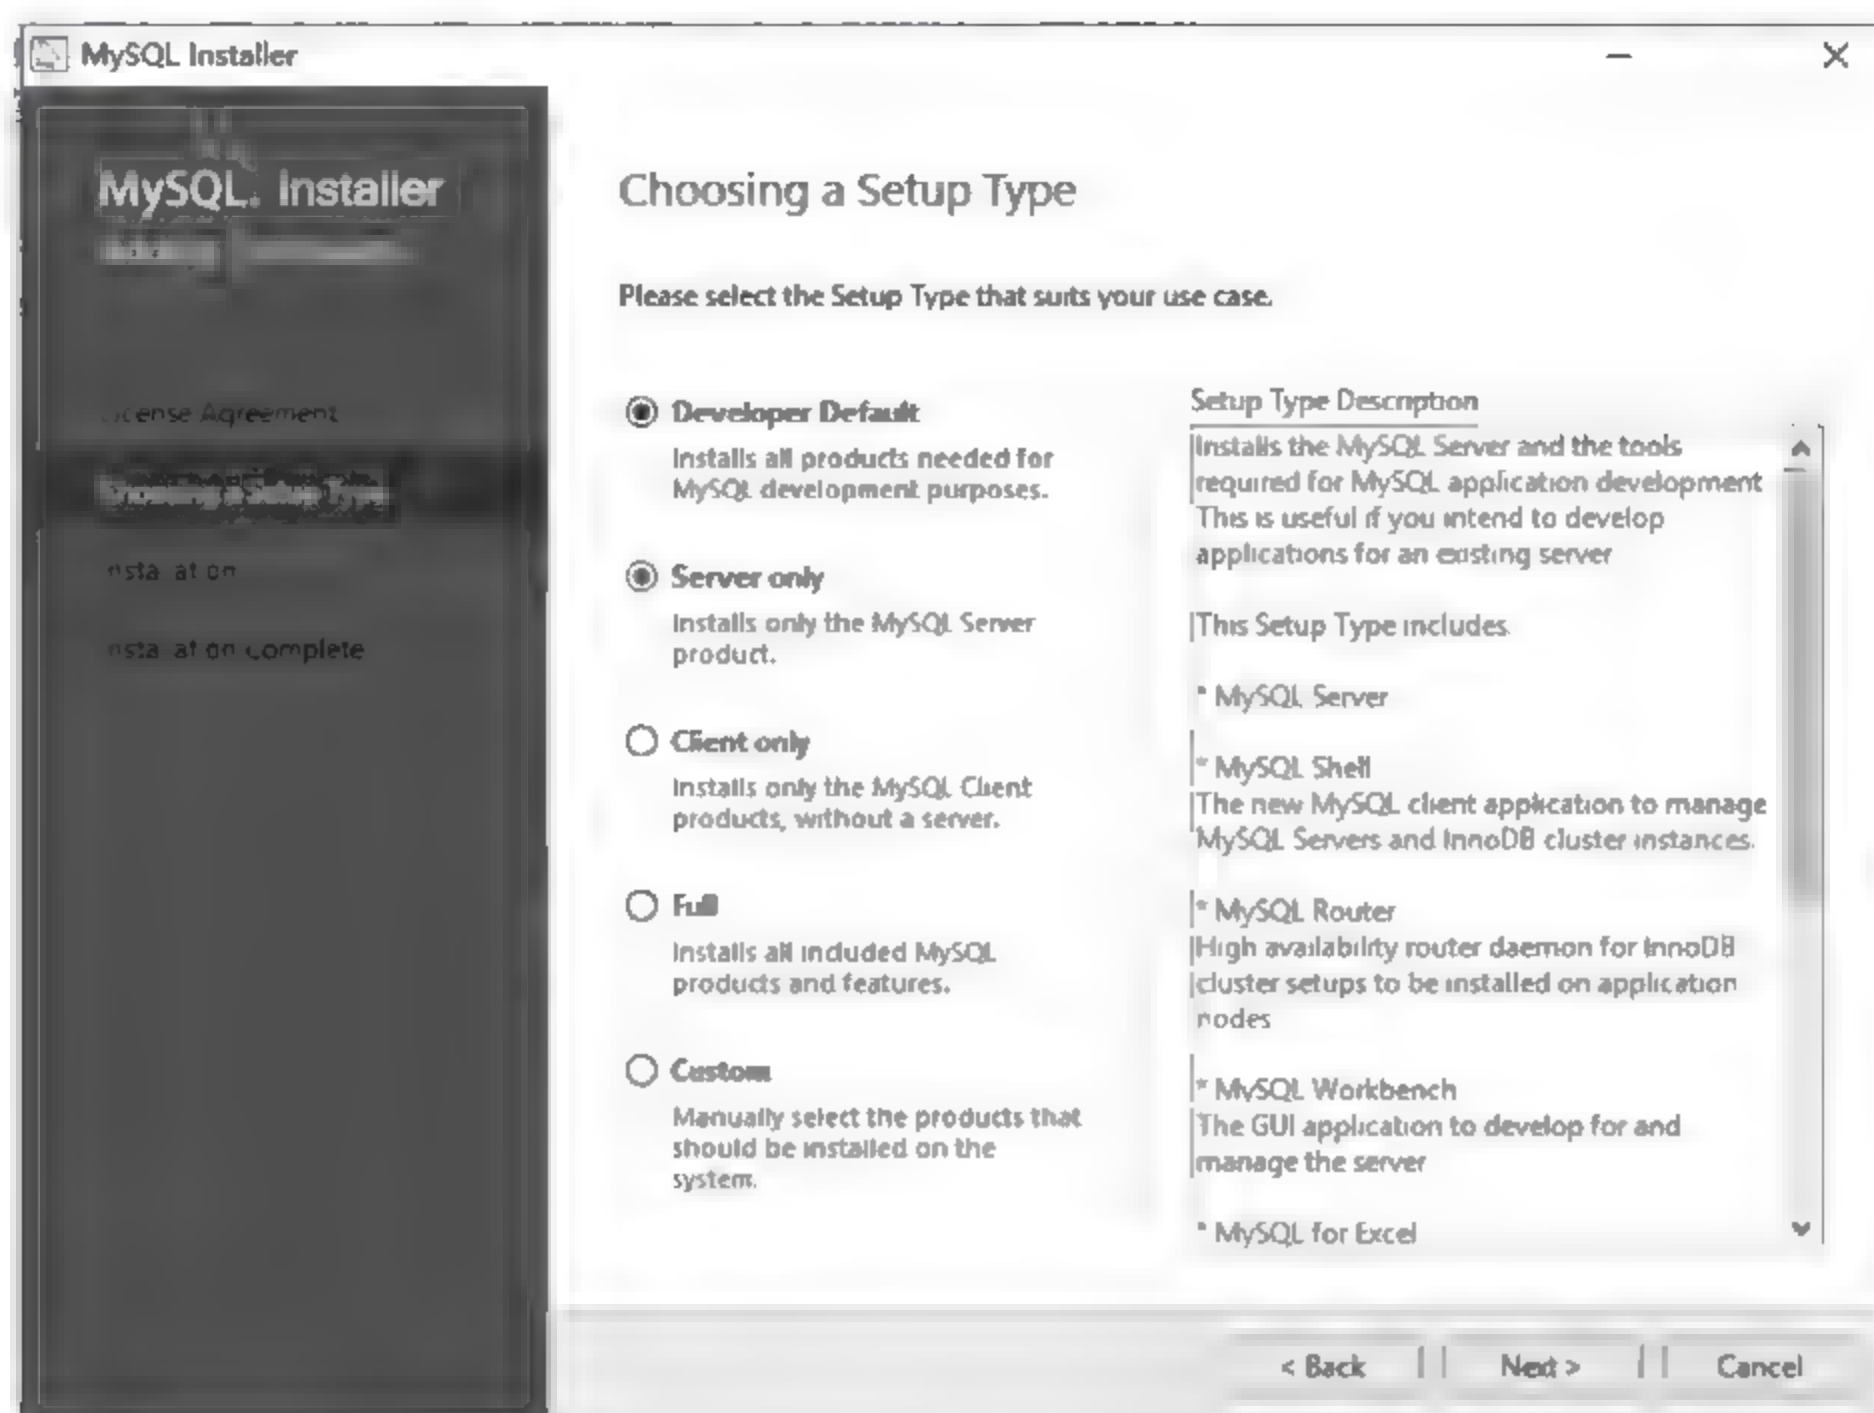 MySQL Installer
MySQL. Installer
License Agreement
Installation
Installation Complete
Choosing a Setup Type
Please select the Setup Type that suits your use case.
Developer Default
Installs all products needed for
MySQL development purposes.
Server only
Installs only the MySQL Server
product.
Client only
Installs only the MySQL Client
products, without a server.
Full
Installs all included MySQL
products and features.
Custom
Manually select the products that
should be installed on the
system.
Setup Type Description
Installs the MySQL Server and the tools
required for MySQL application development
This is useful if you intend to develop
applications for an existing server
This Setup Type includes
* MySQL Server
* MySQL Shell
The new MySQL client application to manage
MySQL Servers and InnoDB cluster instances.
* MySQL Router
High availability router daemon for InnoDB
cluster setups to be installed on application
nodes
* MySQL Workbench
The GUI application to develop for and
manage the server
* MySQL for Excel
< Back
Next >
Cancel